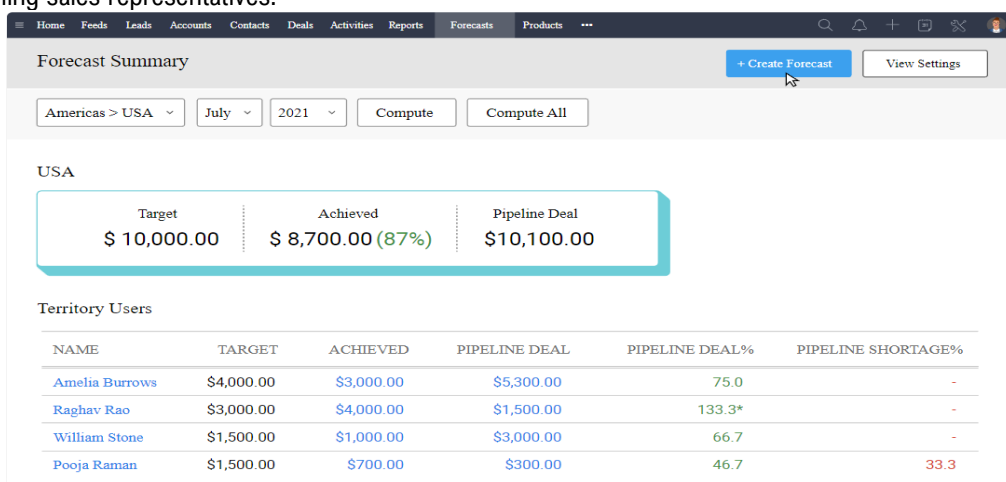 ning sales representatives.
Home Feeds Leads Accounts Contacts Deals Activities Reports Forecasts Products •••
Forecast Summary
+ Create Forecast
View Settings
Americas > USA
July
2021
Compute
Compute All
USA
Target Achieved Pipeline Deal
$ 10,000.00 $ 8,700.00 (87%) $10,100.00
Territory Users
NAME TARGET ACHIEVED PIPELINE DEAL PIPELINE DEAL% PIPELINE SHORTAGE%
Amelia Burrows $4,000.00 $3,000.00 $5,300.00 75.0 -
Raghav Rao $3,000.00 $4,000.00 $1,500.00 133.3* -
William Stone $1,500.00 $1,000.00 $3,000.00 66.7 -
Pooja Raman $1,500.00 $700.00 $300.00 46.7 33.3